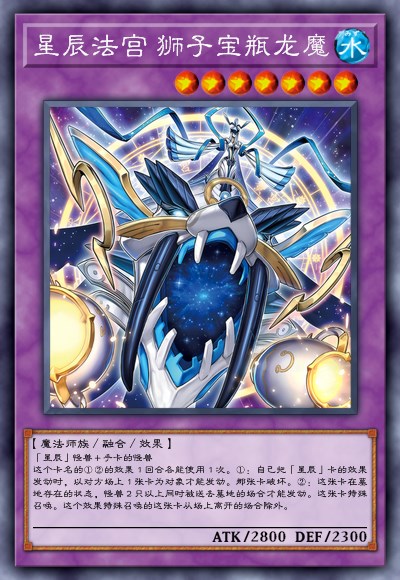 星辰法宫 狮子宝瓶龙魔
水
【魔法师族／融合／效果】
「星辰」怪兽＋手卡的怪兽
这个卡名的①②的效果1回合各能使用1次。①：自己把「星辰」卡的效果
发动时，以对方场上1张卡为对象才能发动。那张卡破坏。②：这张卡在墓
地存在的状态，怪兽2只以上同时被送去墓地的场合才能发动。这张卡特殊
召唤。这个效果特殊召唤的这张卡从场上离开的场合除外。
ATK/2800 DEF/2300